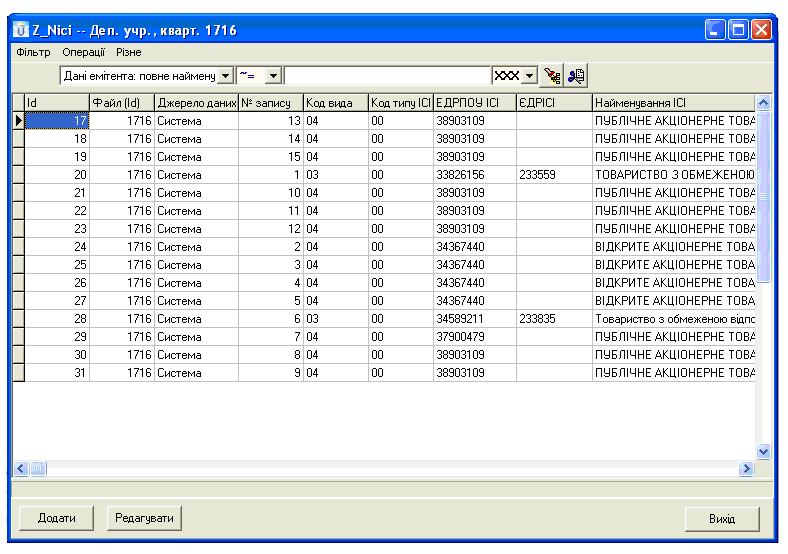 Z_Nici -- Деп. учр., кварт. 1716
Фільтр Операції Різне
Дані емітента: повне наймену ~= XXX
Id Файл (Id) Джерело даних № запису Код вида Код типу ІСІ ЕДРПОУ ІСІ ЄДРІСІ Найменування ІСІ
17 1716 Система 13 04 00 38903109 ПУБЛІЧНЕ АКЦІОНЕРНЕ ТОВА
18 1716 Система 14 04 00 38903109 ПУБЛІЧНЕ АКЦІОНЕРНЕ ТОВА
19 1716 Система 15 04 00 38903109 ПУБЛІЧНЕ АКЦІОНЕРНЕ ТОВА
20 1716 Система 1 03 00 33826156 233559 ТОВАРИСТВО З ОБМЕЖЕНОЮ
21 1716 Система 10 04 00 38903109 ПУБЛІЧНЕ АКЦІОНЕРНЕ ТОВА
22 1716 Система 11 04 00 38903109 ПУБЛІЧНЕ АКЦІОНЕРНЕ ТОВА
23 1716 Система 12 04 00 38903109 ПУБЛІЧНЕ АКЦІОНЕРНЕ ТОВА
24 1716 Система 2 04 00 34367440 ВІДКРИТЕ АКЦІОНЕРНЕ ТОВА
25 1716 Система 3 04 00 34367440 ВІДКРИТЕ АКЦІОНЕРНЕ ТОВА
26 1716 Система 4 04 00 34367440 ВІДКРИТЕ АКЦІОНЕРНЕ ТОВА
27 1716 Система 5 04 00 34367440 ВІДКРИТЕ АКЦІОНЕРНЕ ТОВА
28 1716 Система 6 03 00 34589211 233835 Товариство з обмеженою відпо
29 1716 Система 7 04 00 37900479 ПУБЛІЧНЕ АКЦІОНЕРНЕ ТОВА
30 1716 Система 8 04 00 38903109 ПУБЛІЧНЕ АКЦІОНЕРНЕ ТОВА
31 1716 Система 9 04 00 38903109 ПУБЛІЧНЕ АКЦІОНЕРНЕ ТОВА
Додати Редагувати Вихід